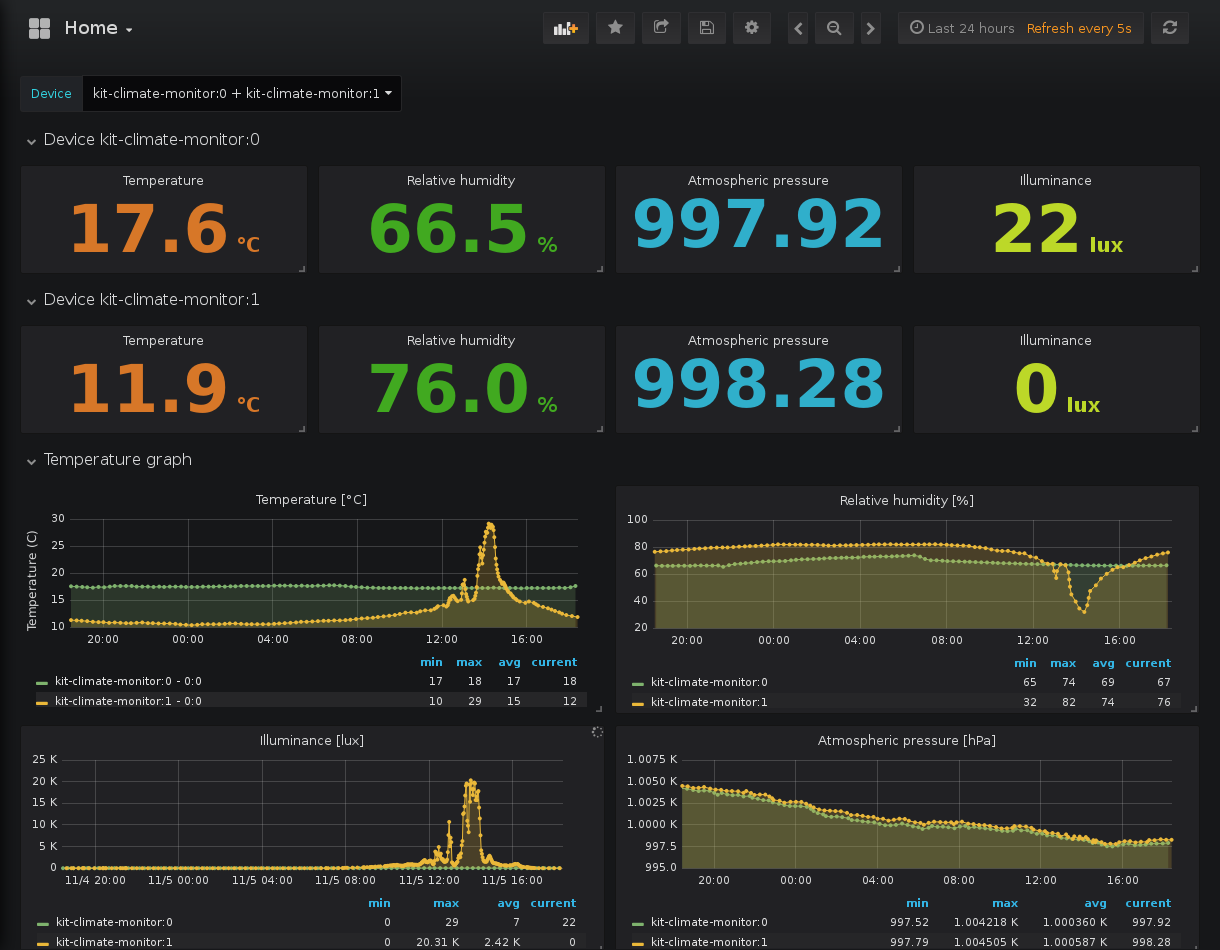 Home
Last 24 hours Refresh every 5s
Device kit-climate-monitor:0 + kit-climate-monitor:1
Device kit-climate-monitor:0
Temperature Relative humidity Atmospheric pressure Illuminance
17.6 °C 66.5 % 997.92 22 lux
Device kit-climate-monitor:1
Temperature Relative humidity Atmospheric pressure Illuminance
11.9 °C 76.0 % 998.28 0 lux
Temperature graph
Temperature [°C]
Temperature (C)
30
25
20
15
10
20:00 00:00 04:00 08:00 12:00 16:00
min max avg current
kit-climate-monitor:0 - 0:0 17 18 17 18
kit-climate-monitor:1 - 0:0 10 29 15 12
Relative humidity [%]
100
80
60
40
20
20:00 00:00 04:00 08:00 12:00 16:00
min max avg current
kit-climate-monitor:0 65 74 69 67
kit-climate-monitor:1 32 82 74 76
Illuminance [lux]
25 K
20 K
15 K
10 K
5 K
0
11/4 20:00 11/5 00:00 11/5 04:00 11/5 08:00 11/5 12:00 11/5 16:00
min max avg current
kit-climate-monitor:0 0 29 7 22
kit-climate-monitor:1 0 20.31 K 2.42 K 0
Atmospheric pressure [hPa]
1.0075 K
1.0050 K
1.0025 K
1.0000 K
997.5
995.0
20:00 00:00 04:00 08:00 12:00 16:00
min max avg current
kit-climate-monitor:0 997.52 1.004218 K 1.000360 K 997.92
kit-climate-monitor:1 997.79 1.004505 K 1.000587 K 998.28